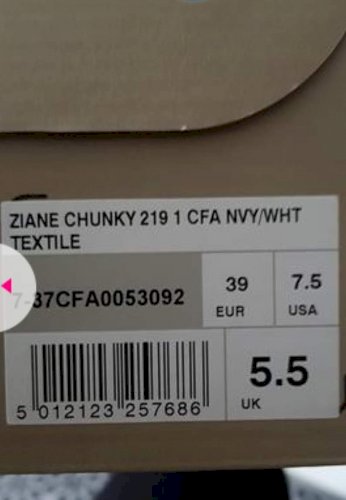 ZIANE CHUNKY 219 1 CFA NVY/WHT
TEXTILE
7-37CFA0053092
39
EUR
7.5
USA
5.5
UK
5 012123 257686